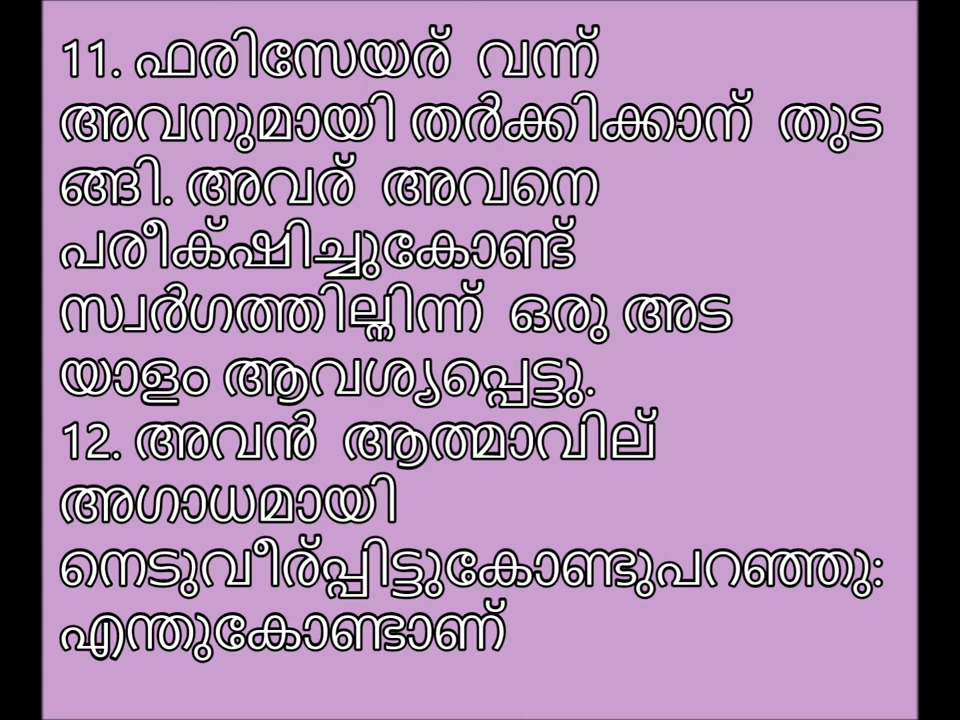 11. ഫരിസേയര്  വന്ന്
അവനുമായി തർക്കിക്കാന്  തുട
ങ്ങി. അവര്  അവനെ
പരീക്‌ഷിച്ചുകോണ്ട്
സ്വർഗത്തില്നിന്ന്  ഒരു അട
യാളം ആവശ്യപ്പെട്ടു.
12. അവൻ  ആത്മാവില്
അഗാധമായി
നെടുവീര്പ്പിട്ടുകോണ്ടുപറഞ്ഞു:
എന്തുകോണ്ടാണ്